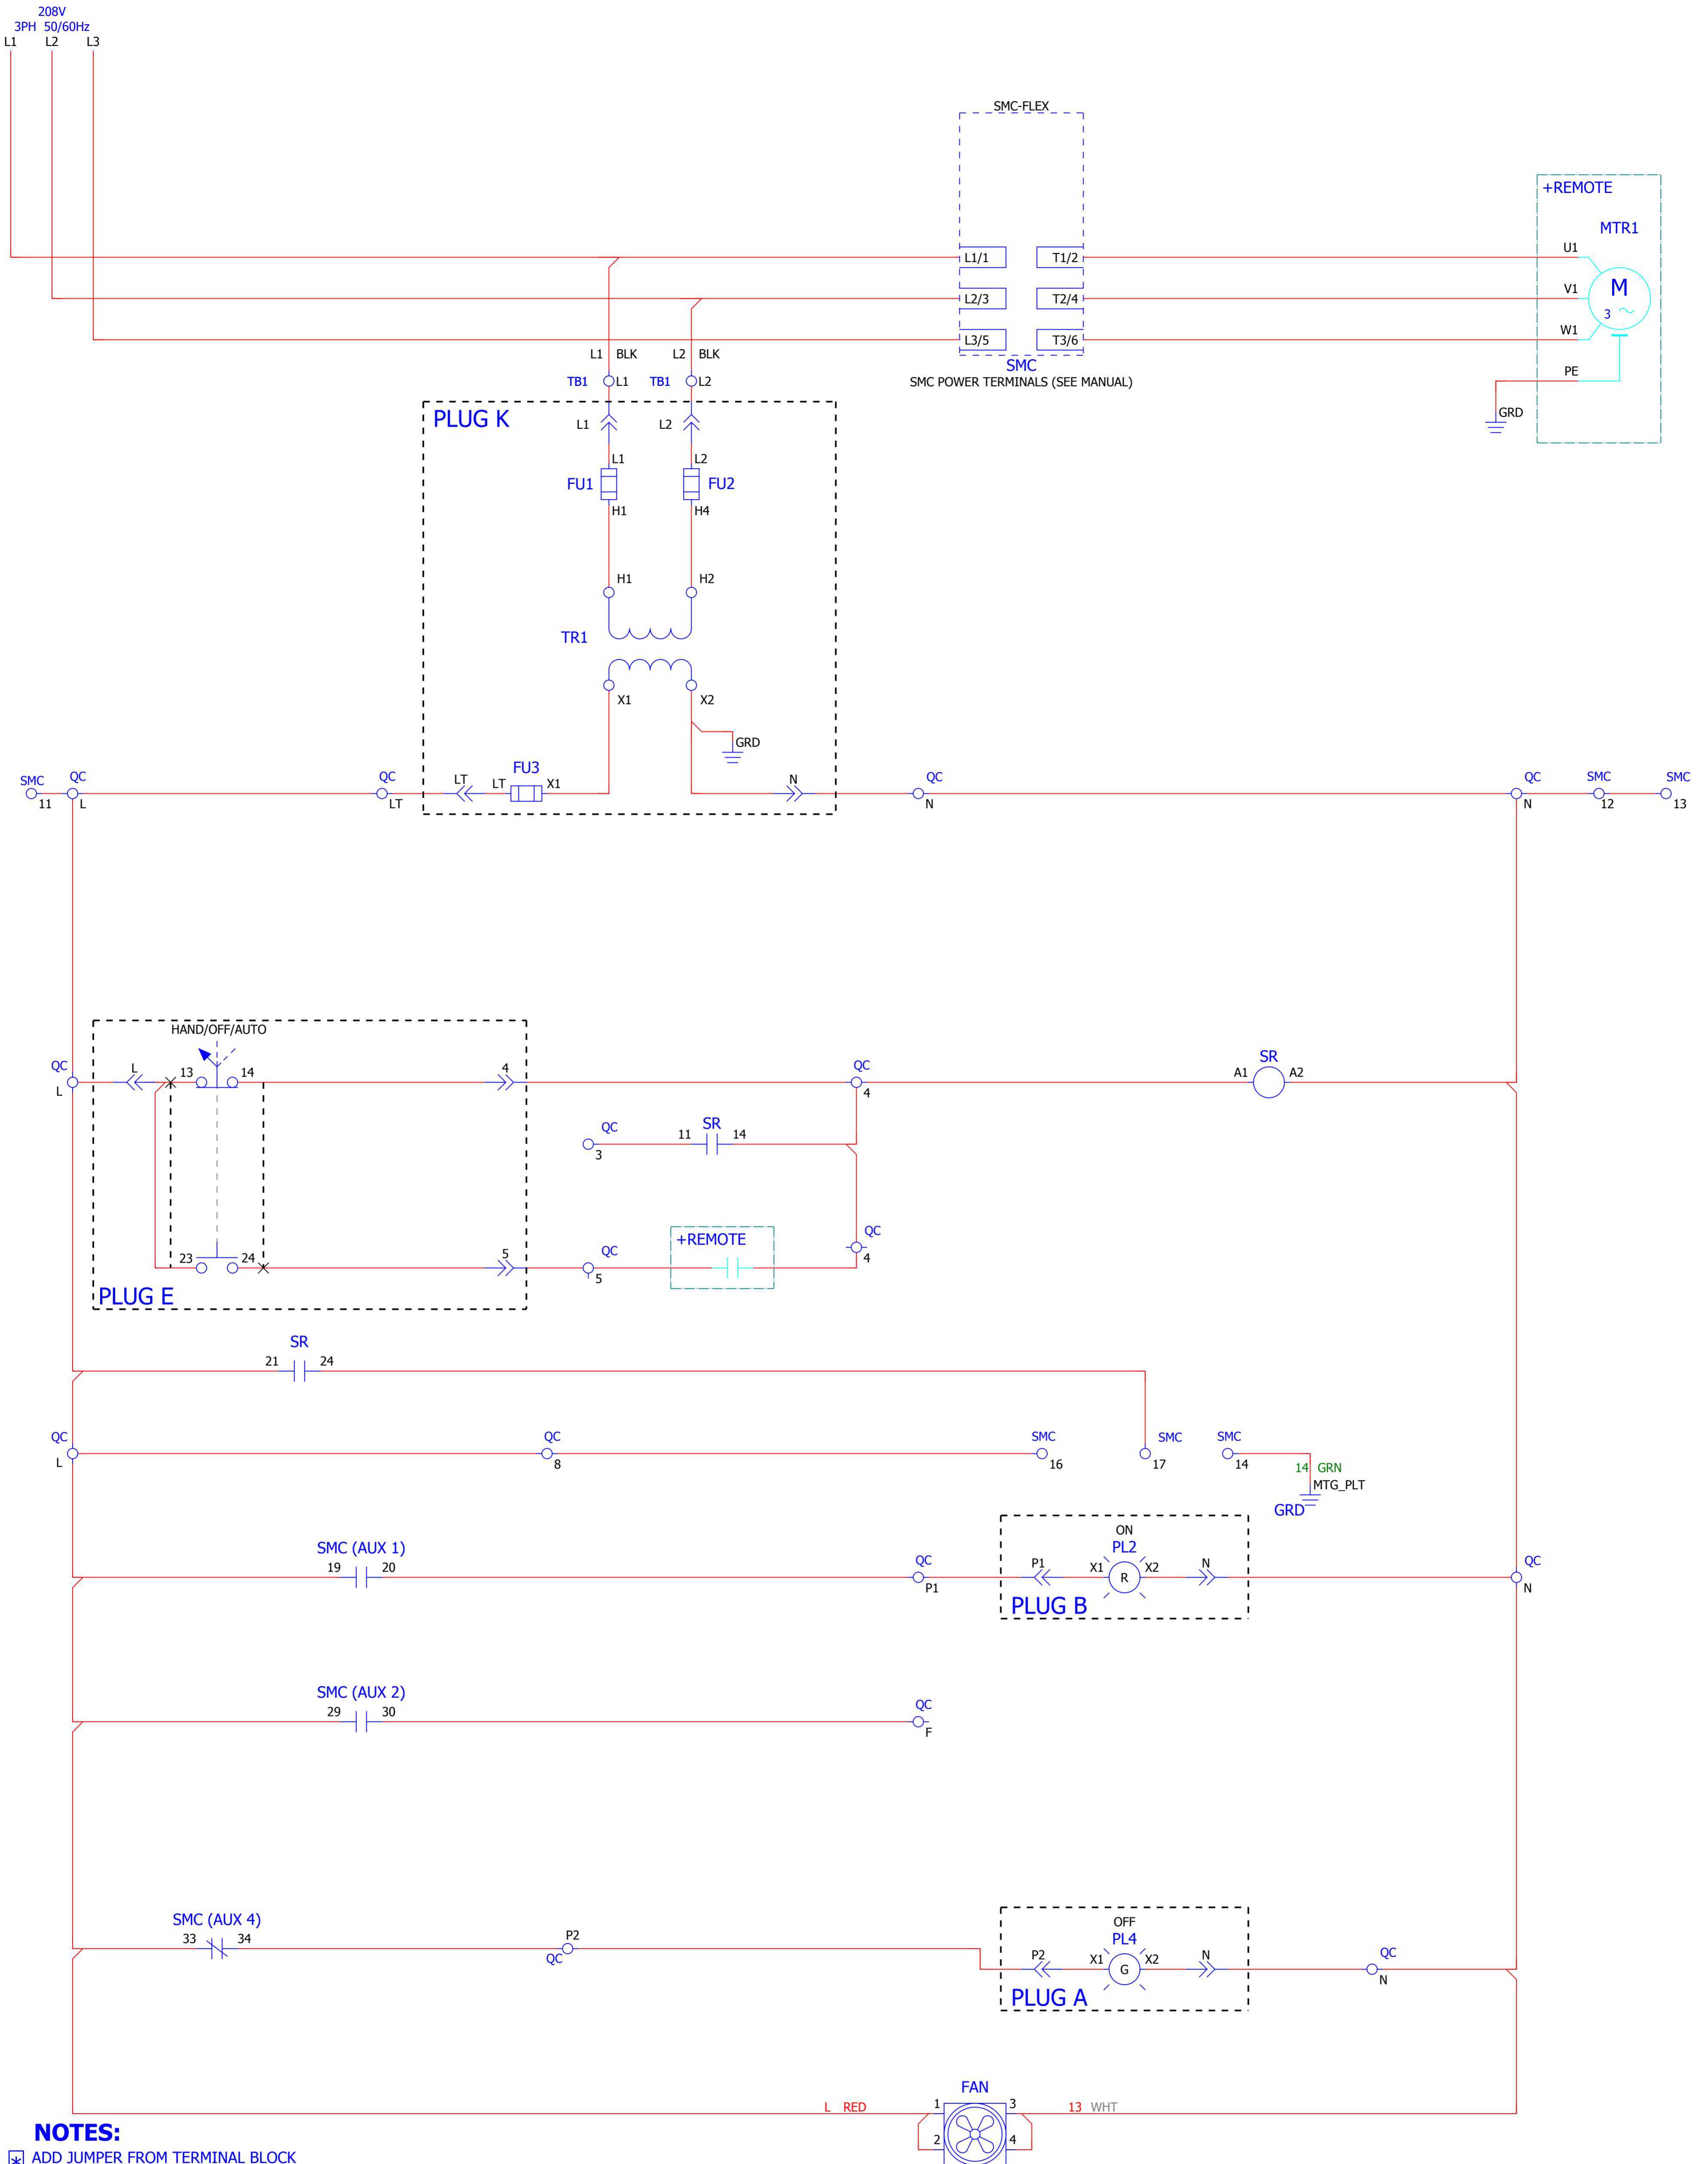 208V
3PH 50/60Hz
L1 L2 L3
SMC-FLEX
+REMOTE
MTR1
L1/1 T1/2 U1
M
3
L2/3 T2/4 V1
L3/5 T3/6 W1
L1 BLK L2 BLK
SMC
SMC POWER TERMINALS (SEE MANUAL)
PE
TB1 L1 TB1 L2
GRD
PLUG K
L1 L2
L1 L2
FU1 FU2
H1 H4
H1 H2
TR1
X1 X2
GRD
SMC QC QC LT LT FU3 X1 N QC QC SMC SMC
11 L LT N N 12 13
HAND/OFF/AUTO
QC L 13 14 4 QC SR
L 4 A1 A2
QC 11 SR 14
3
QC
+REMOTE
4
23 24 5 QC
5
PLUG E
SR
21 24
QC QC SMC SMC SMC
L 8 16 17 14
14 GRN
MTG_PLT
GRD
ON
SMC (AUX 1) PL2
19 20 QC P1 X1 R X2 N QC
P1 N
PLUG B
SMC (AUX 2)
29 30 QC
F
SMC (AUX 4) OFF
33 34 P2 PL4
QC P2 X1 G X2 N QC
N
PLUG A
FAN
L RED 1 3 13 WHT
2 4
NOTES:
* ADD JUMPER FROM TERMINAL BLOCK